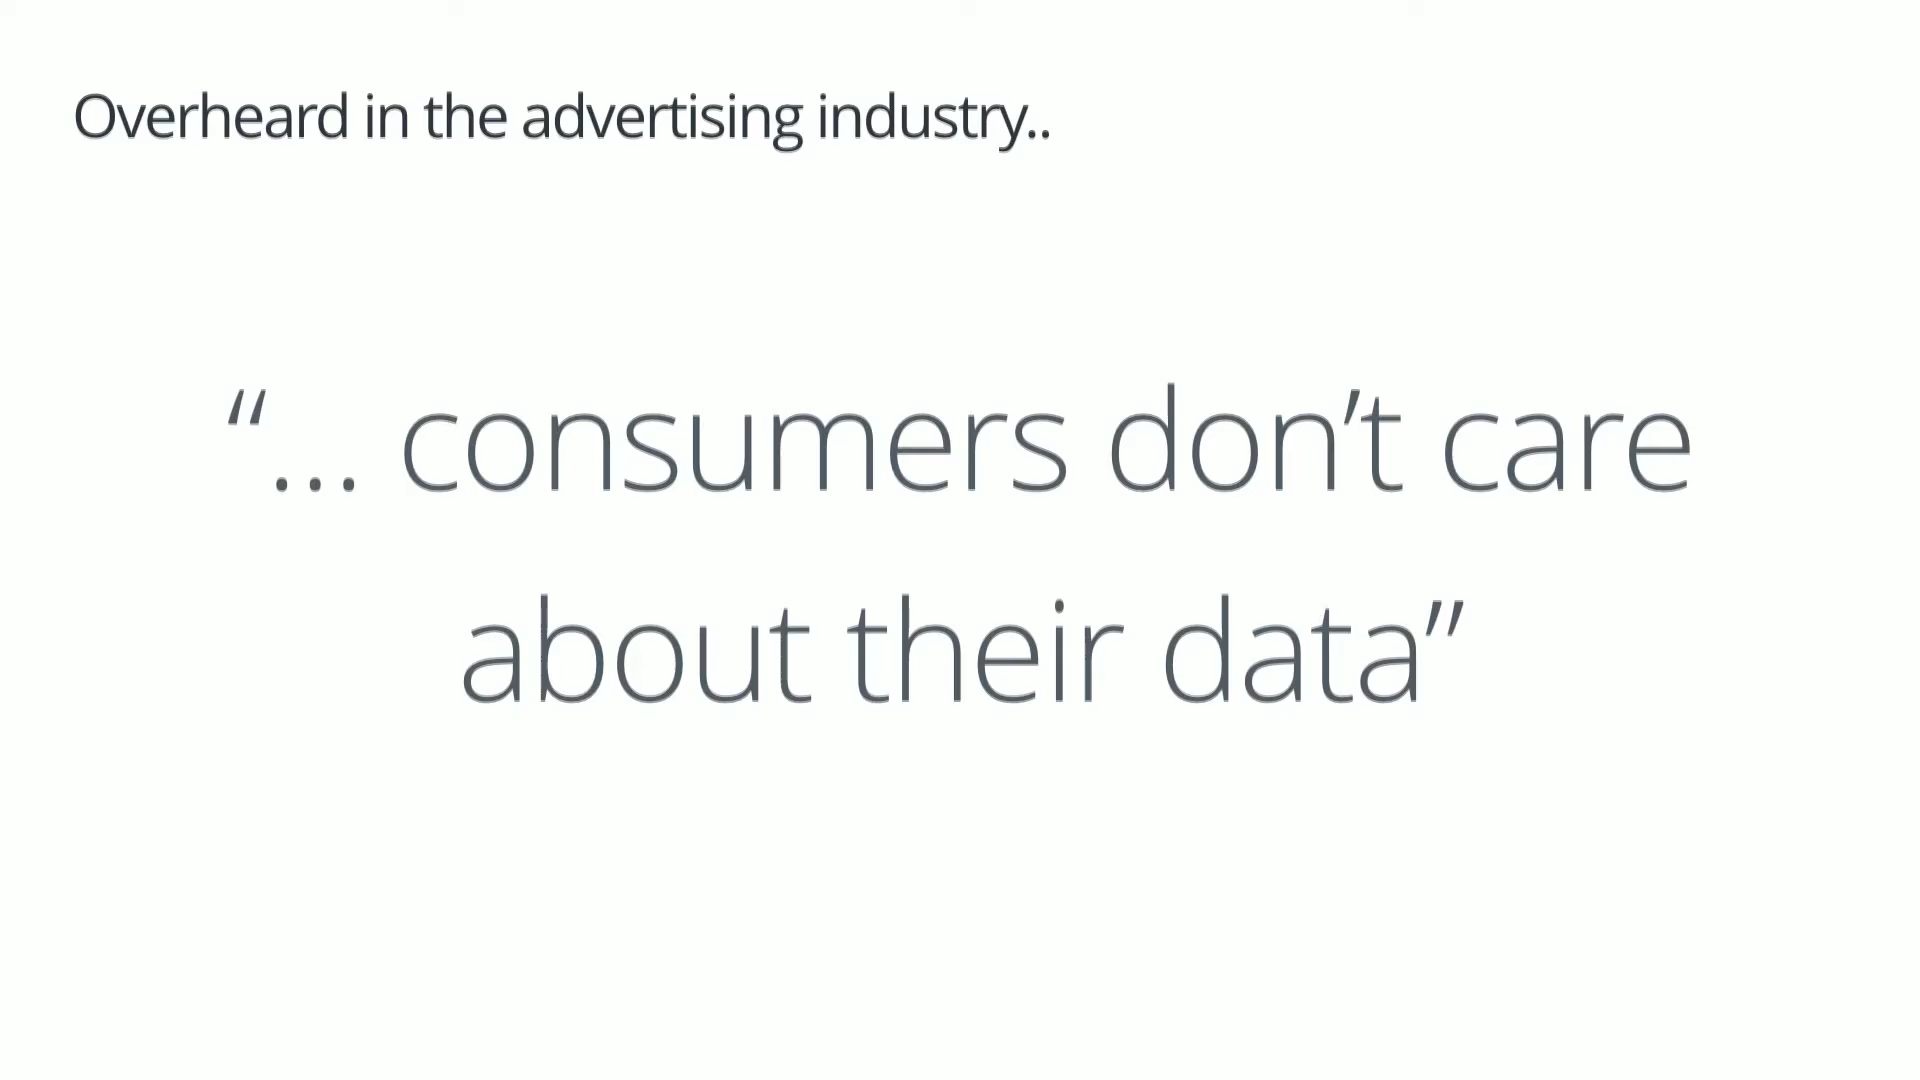 Overheard in the advertising industry..
“... consumers don’t care
about their data”